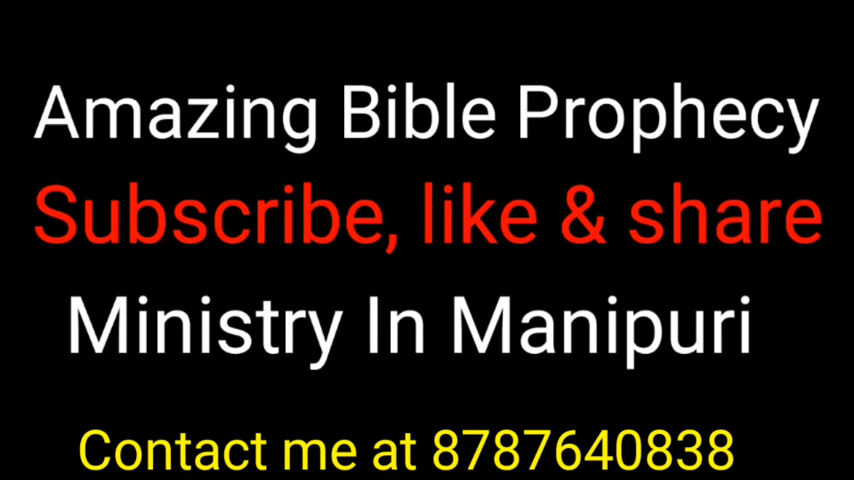 Amazing Bible Prophecy
Subscribe, like & share
Ministry In Manipuri
Contact me at 8787640838